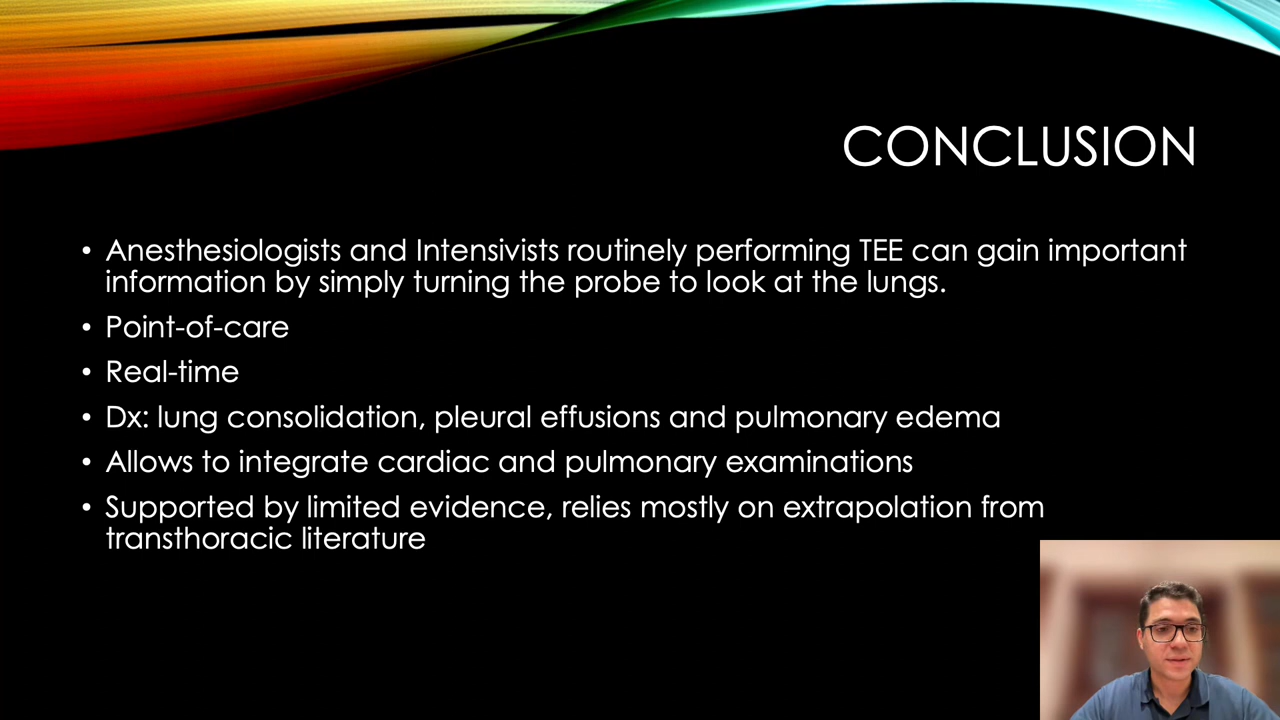 CONCLUSION
• Anesthesiologists and Intensivists routinely performing TEE can gain important
information by simply turning the probe to look at the lungs.
• Point-of-care
• Real-time
• Dx: lung consolidation, pleural effusions and pulmonary edema
• Allows to integrate cardiac and pulmonary examinations
• Supported by limited evidence, relies mostly on extrapolation from
transthoracic literature